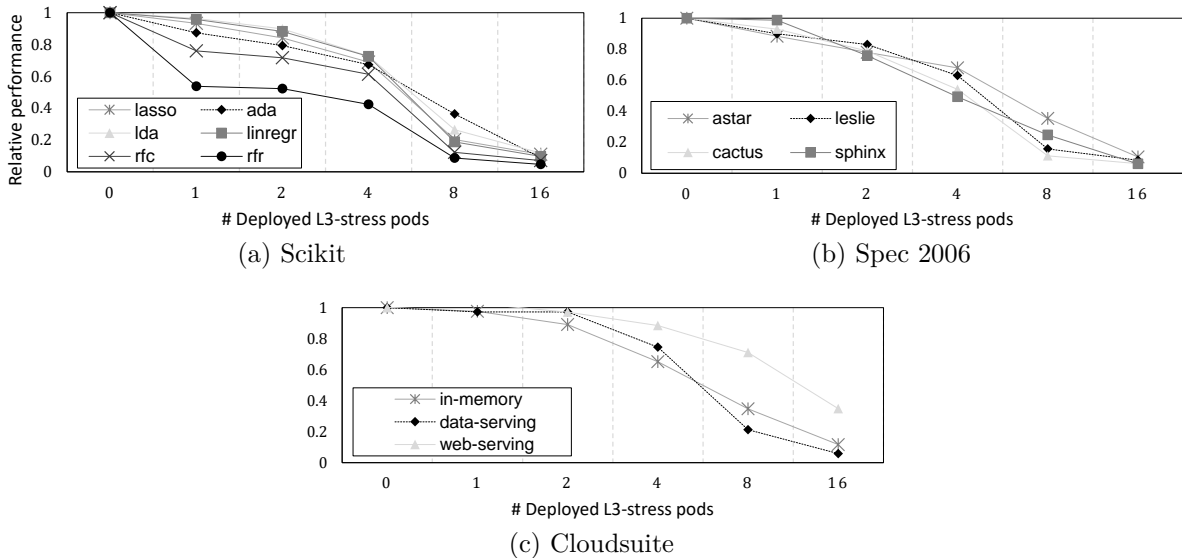 Relative performance
1
0.8
0.6
0.4
0.2
0
lasso ada
lda linregr
rfc rfr
0 1 2 4 8 16
# Deployed L3-stress pods
(a) Scikit
1
0.8
0.6
0.4
0.2
0
astar leslie
cactus sphinx
0 1 2 4 8 16
# Deployed L3-stress pods
(b) Spec 2006
1
0.8
0.6
0.4
0.2
0
in-memory
data-serving
web-serving
0 1 2 4 8 16
# Deployed L3-stress pods
(c) Cloudsuite